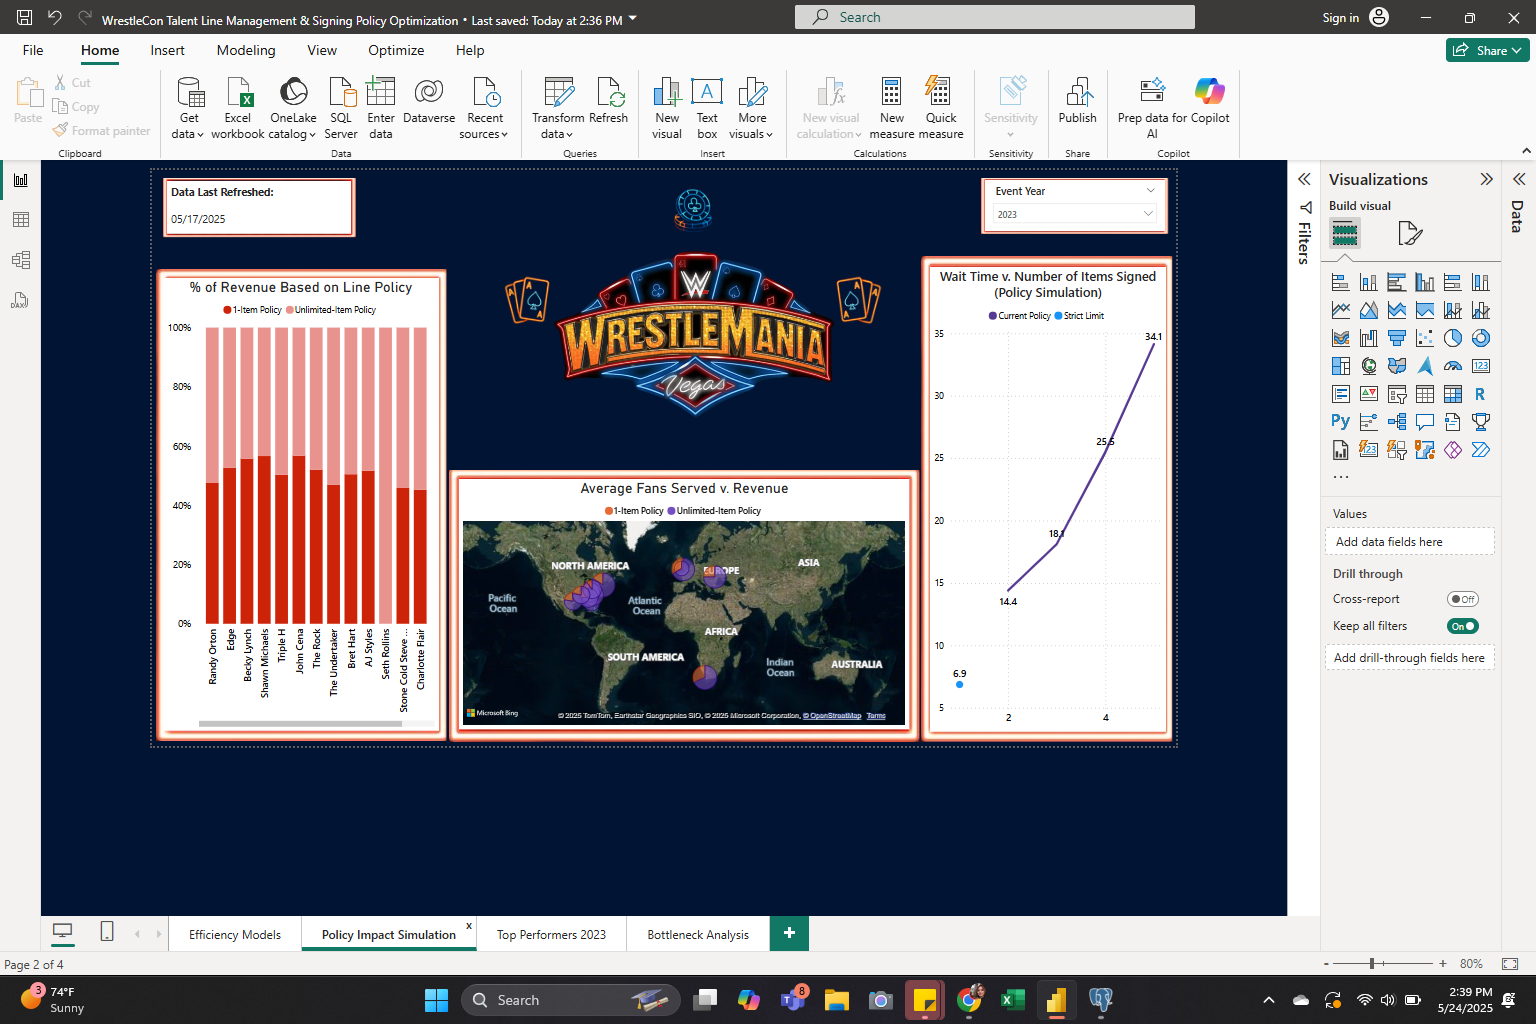 WrestleCon Talent Line Management & Signing Policy Optimization • Last saved: Today at 2:36 PM
Search
Sign in
File
Home
Insert
Modeling
View
Optimize
Help
Share
Paste
Cut
Copy
Format painter
Clipboard
Get data
Excel workbook
OneLake catalog
SQL Server
Enter data
Dataverse
Recent sources
Data
Transform data
Refresh
Queries
New visual
Text box
More visuals
Insert
New visual calculation
New measure
Quick measure
Calculations
Sensitivity
Sensitivity
Publish
Share
Prep data for AI
Copilot
Copilot
Data Last Refreshed:
05/17/2025
Event Year
2023
% of Revenue Based on Line Policy
1-Item Policy
Unlimited-Item Policy
100%
80%
60%
40%
20%
0%
Randy Orton
Edge
Becky Lynch
Shawn Michaels
Triple H
John Cena
The Rock
The Undertaker
Bret Hart
AJ Styles
Seth Rollins
Stone Cold Steve ...
Charlotte Flair
W
WRESTLEMANIA
Vegas
Average Fans Served v. Revenue
1-Item Policy
Unlimited-Item Policy
NORTH AMERICA
EUROPE
ASIA
Pacific Ocean
Atlantic Ocean
AFRICA
SOUTH AMERICA
Indian Ocean
AUSTRALIA
Microsoft Bing
© 2025 TomTom, Earthstar Geographics SIO, © 2025 Microsoft Corporation, © OpenStreetMap Terms
Wait Time v. Number of Items Signed
(Policy Simulation)
Current Policy
Strict Limit
35
30
25
20
15
10
5
34.1
25.5
18.1
14.4
6.9
2
4
Filters
Visualizations
Build visual
123
R
Py
123
...
Values
Add data fields here
Drill through
Cross-report
Off
Keep all filters
On
Add drill-through fields here
Data
Efficiency Models
Policy Impact Simulation
x
Top Performers 2023
Bottleneck Analysis
+
Page 2 of 4
- + 80%
3
74°F
Sunny
Search
8
2:39 PM
5/24/2025